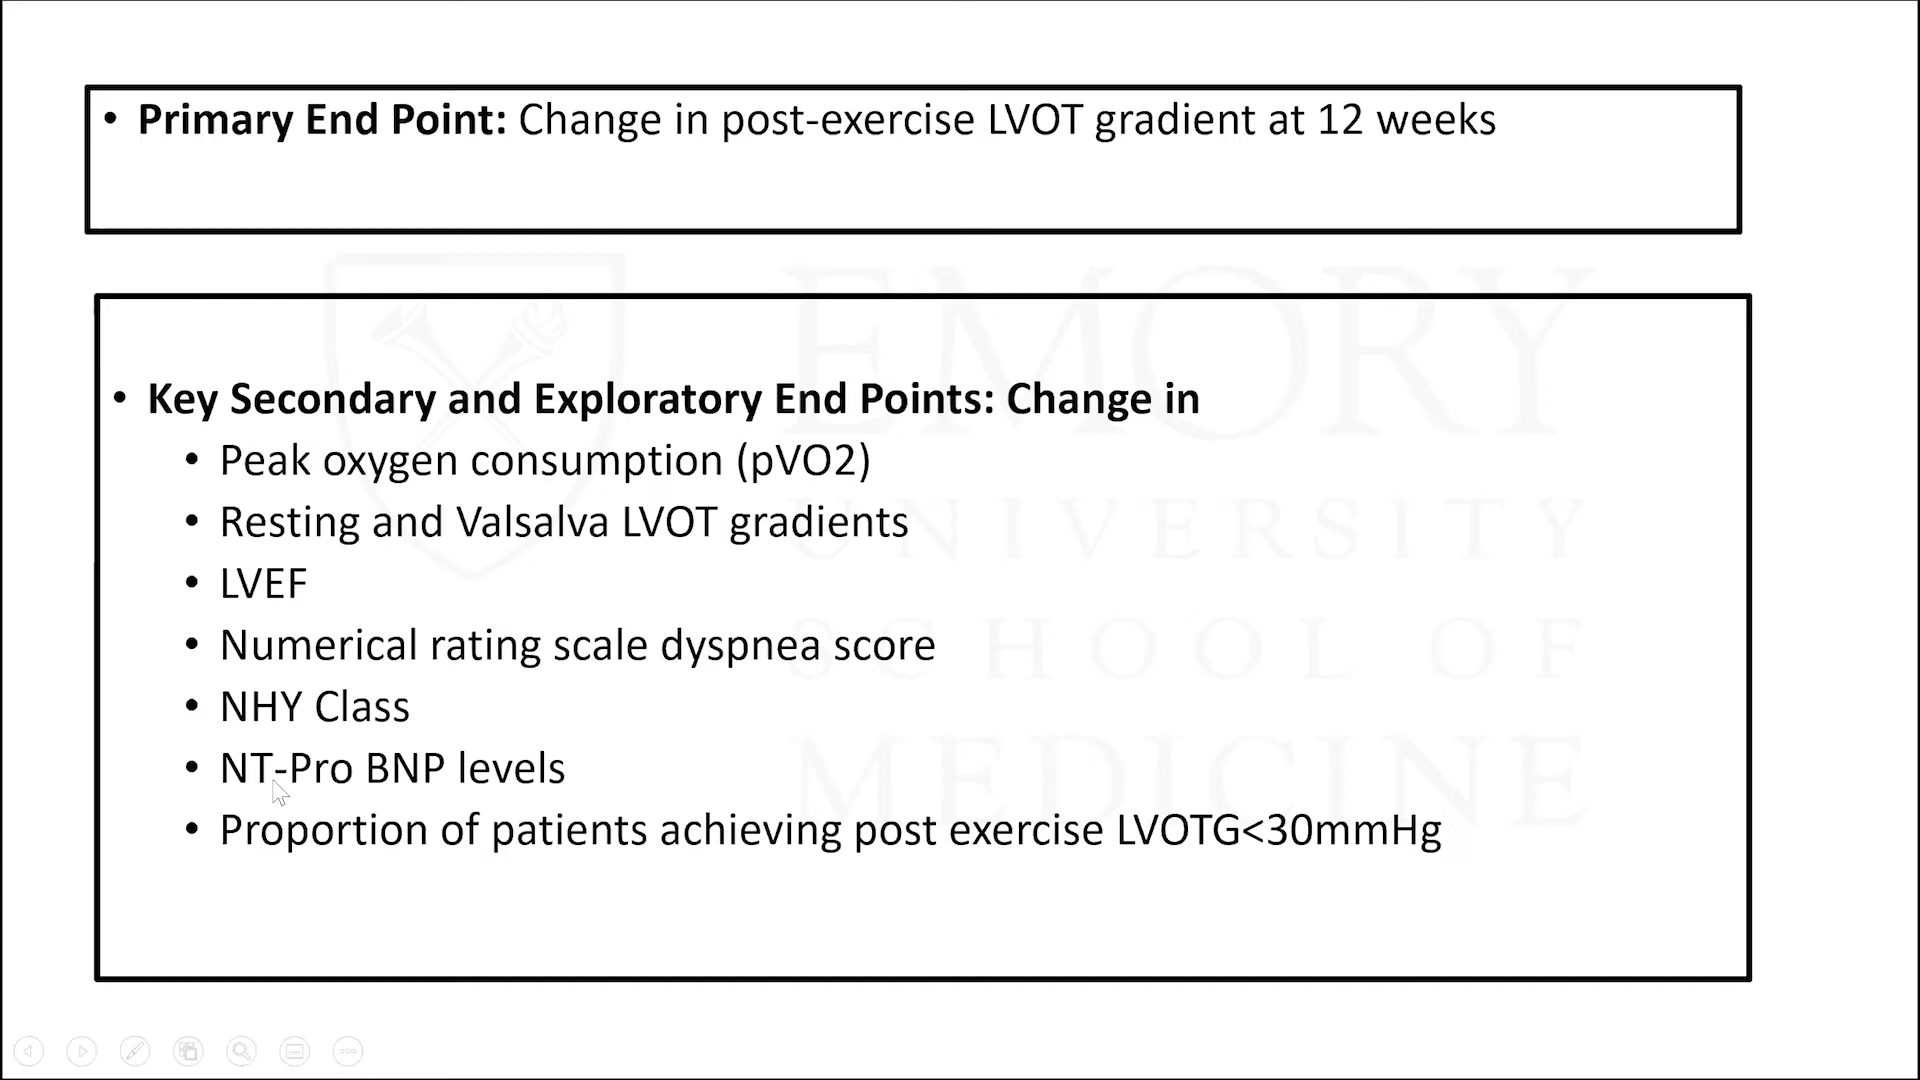 • Primary End Point: Change in post-exercise LVOT gradient at 12 weeks
• Key Secondary and Exploratory End Points: Change in
• Peak oxygen consumption (pVO2)
• Resting and Valsalva LVOT gradients
• LVEF
• Numerical rating scale dyspnea score
• NHY Class
• NT-Pro BNP levels
• Proportion of patients achieving post exercise LVOTG<30mmHg
EMORY
UNIVERSITY
SCHOOL OF
MEDICINE